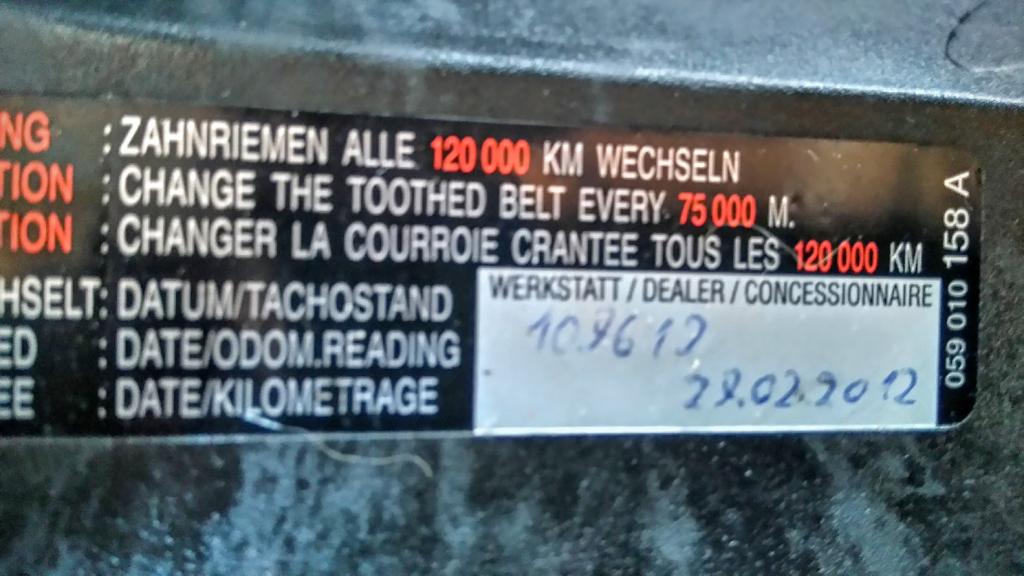 NG : ZAHNRIEMEN ALLE 120 000 KM WECHSELN
TION : CHANGE THE TOOTHED BELT EVERY 75 000 M.
TION : CHANGER LA COURROIE CRANTEE TOUS LES 120 000 KM
HSELT: DATUM/TACHOSTAND
ED : DATE/ODOM.READING
EE : DATE/KILOMETRAGE
WERKSTATT / DEALER / CONCESSIONNAIRE
28.02.2012
059 010 158 A